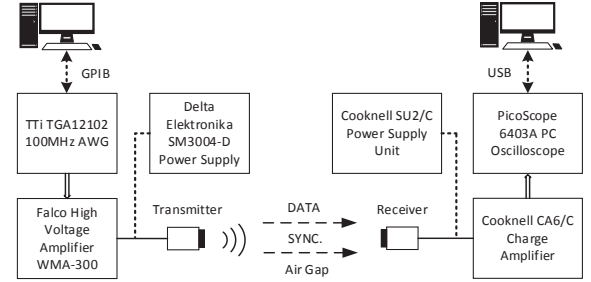 GPIB
USB
TTi TGA12102
100MHz AWG
Delta
Elektronika
SM3004-D
Power Supply
Cooknell SU2/C
Power Supply
Unit
PicoScope
6403A PC
Oscilloscope
Falco High
Voltage
Amplifier
WMA-300
Transmitter
DATA
SYNC.
Air Gap
Receiver
Cooknell CA6/C
Charge
Amplifier